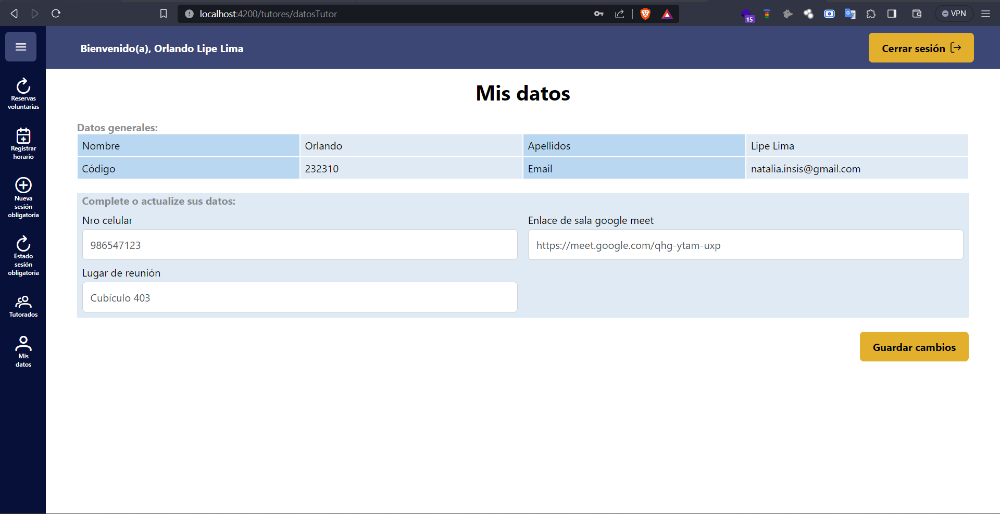 localhost:4200/tutores/datosTutor
15
VPN
Bienvenido(a), Orlando Lipe Lima
Cerrar sesión
Reservas
voluntarias
Registrar
horario
Nueva
sesión
obligatoria
Estado
sesión
obligatoria
Tutorados
Mis
datos
Mis datos
Datos generales:
Nombre Orlando Apellidos Lipe Lima
Código 232310 Email natalia.insis@gmail.com
Complete o actualize sus datos:
Nro celular Enlace de sala google meet
986547123 https://meet.google.com/qhg-ytam-uxp
Lugar de reunión
Cubículo 403
Guardar cambios